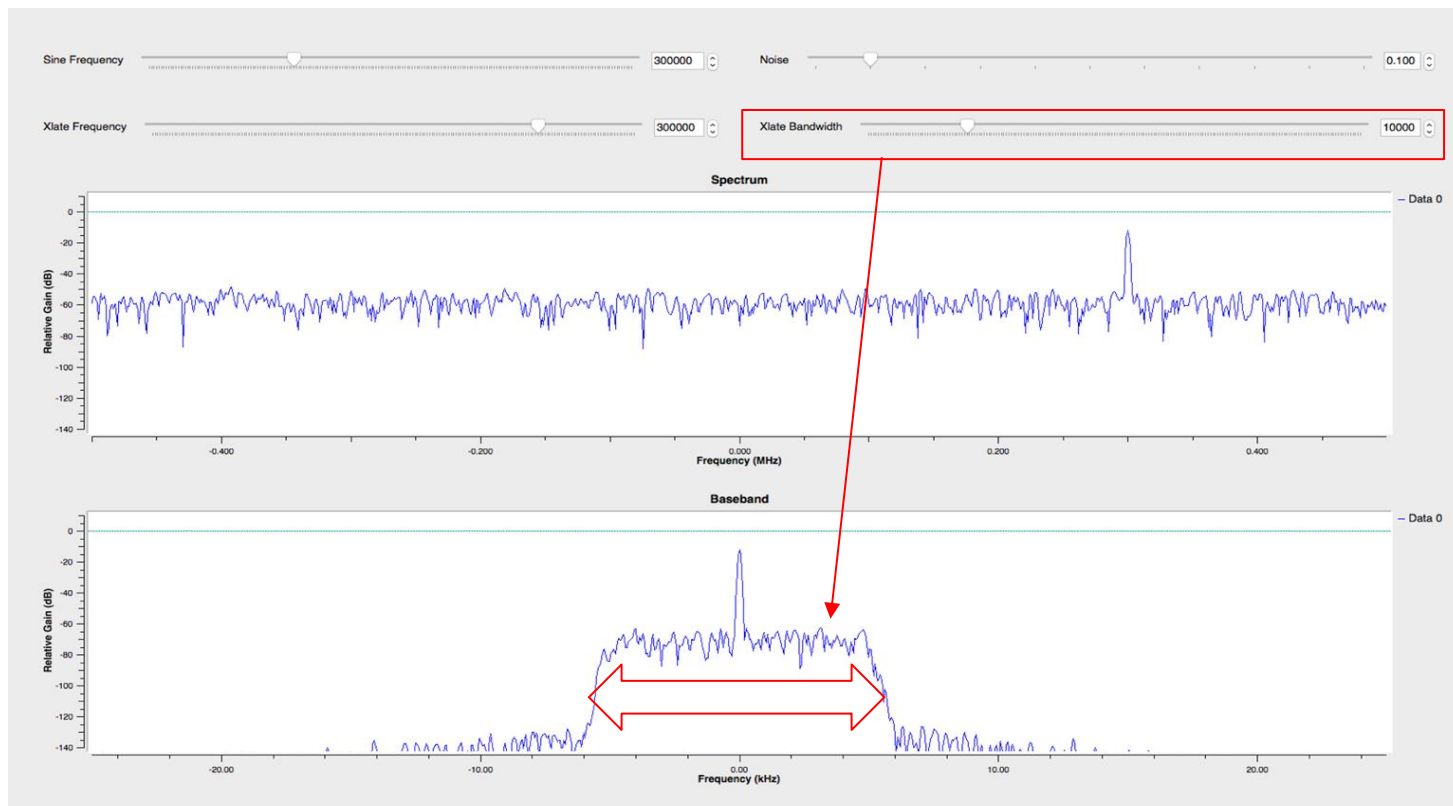 Sine Frequency 300000 Noise 0.100
Xlate Frequency 300000 Xlate Bandwidth 10000
Spectrum
Data 0
Relative Gain (dB)
0
-20
-40
-60
-80
-100
-120
-140
-0.400 -0.200 0.000 0.200 0.400
Frequency (MHz)
Baseband
Data 0
Relative Gain (dB)
0
-20
-40
-60
-80
-100
-120
-140
-20.00 -10.00 0.00 10.00 20.00
Frequency (kHz)